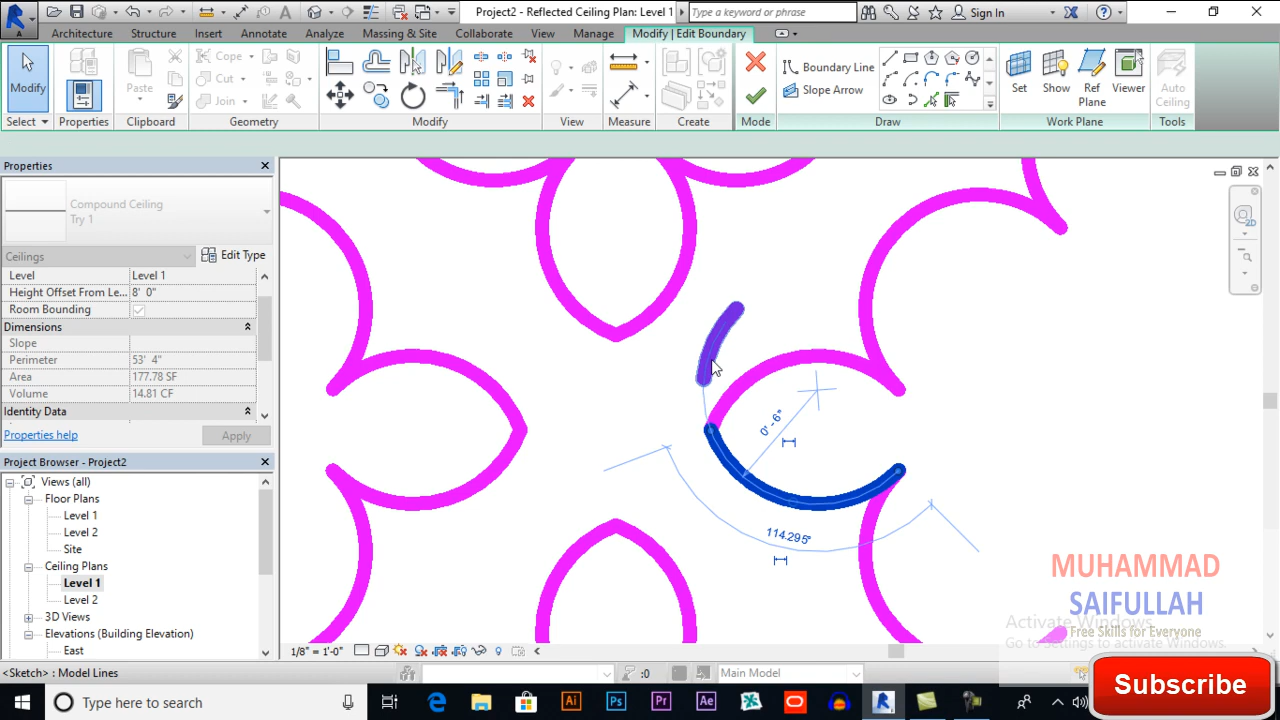 Project2 - Reflected Ceiling Plan: Level 1
Type a keyword or phrase
Sign In
Architecture Structure Insert Annotate Analyze Massing & Site Collaborate View Manage Modify | Edit Boundary
Modify
Select
Properties
Paste
Clipboard
Cope
Cut
Join
Geometry
Modify
View
Measure
Create
Mode
Boundary Line
Slope Arrow
Draw
Set
Show
Ref Plane
Viewer
Work Plane
Auto Ceiling
Tools
Properties
Compound Ceiling
Try 1
Ceilings
Edit Type
Level Level 1
Height Offset From Le... 8' 0"
Room Bounding
Dimensions
Slope
Perimeter 53' 4"
Area 177.78 SF
Volume 14.81 CF
Identity Data
Properties help
Apply
Project Browser - Project2
Views (all)
Floor Plans
Level 1
Level 2
Site
Ceiling Plans
Level 1
Level 2
3D Views
Elevations (Building Elevation)
East
0' - 6"
114.295°
2D
MUHAMMAD
SAIFULLAH
Free Skills for Everyone
Activate Windows
Go to Settings to activate Windows.
1/8" = 1'-0"
<Sketch> : Model Lines
:0
Main Model
Subscribe
Type here to search
Ai
Ps
Pr
Ae